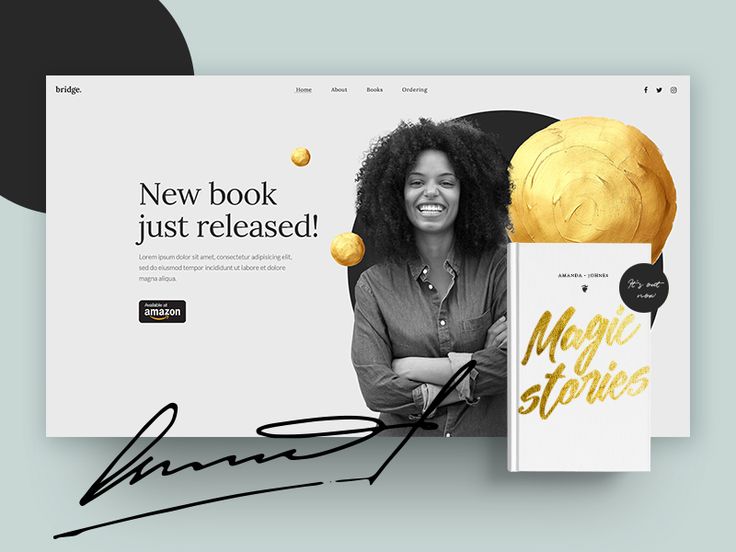 bridge.
Home About Books Ordering
New book
just released!
Lorem ipsum dolor sit amet, consectetur adipisicing elit,
sed do eiusmod tempor incididunt ut labore et dolore
magna aliqua.
Available at
amazon
AMANDA - JOHNES
It's out
now
Magic
stories